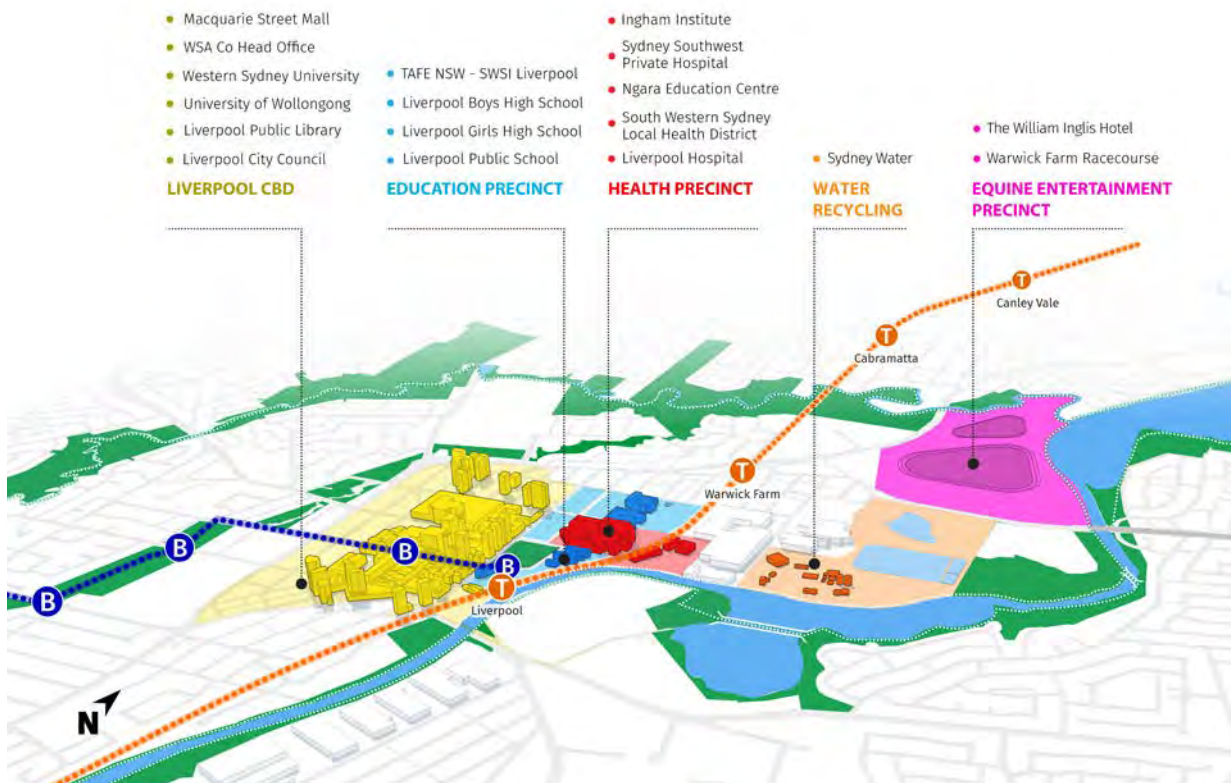 Macquarie Street Mall
WSA Co Head Office
Western Sydney University
University of Wollongong
Liverpool Public Library
Liverpool City Council
LIVERPOOL CBD
TAFE NSW - SWSI Liverpool
Liverpool Boys High School
Liverpool Girls High School
Liverpool Public School
EDUCATION PRECINCT
Ingham Institute
Sydney Southwest
Private Hospital
Ngara Education Centre
South Western Sydney
Local Health District
Liverpool Hospital
HEALTH PRECINCT
Sydney Water
WATER
RECYCLING
The William Inglis Hotel
Warwick Farm Racecourse
EQUINE ENTERTAINMENT
PRECINCT
T
Canley Vale
T
Cabramatta
T
Warwick Farm
B
B
B
T
Liverpool
B
N